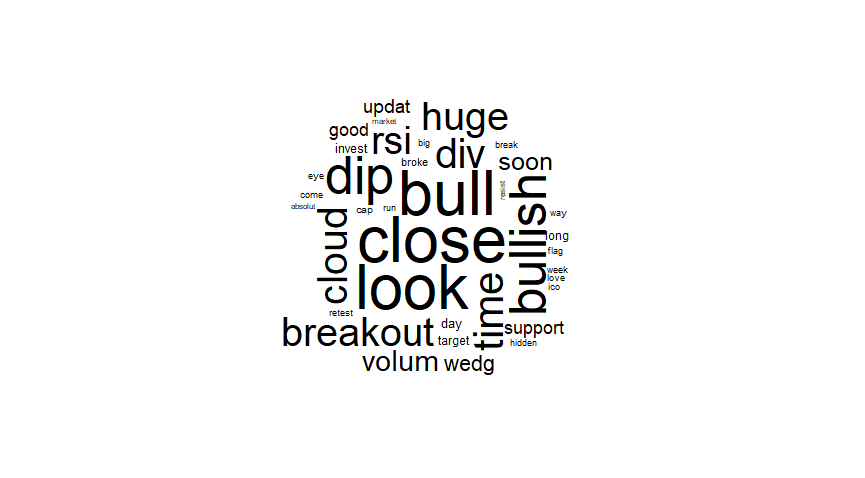 updat
market
huge
good
rsi
big
break
invest
div
broke
soon
eye
dip
bull
resist
bullish
come
absolut
cap
run
way
cloud
close
long
flag
look
time
week
love
ico
retest
breakout
day
support
target
hidden
volum
wedg